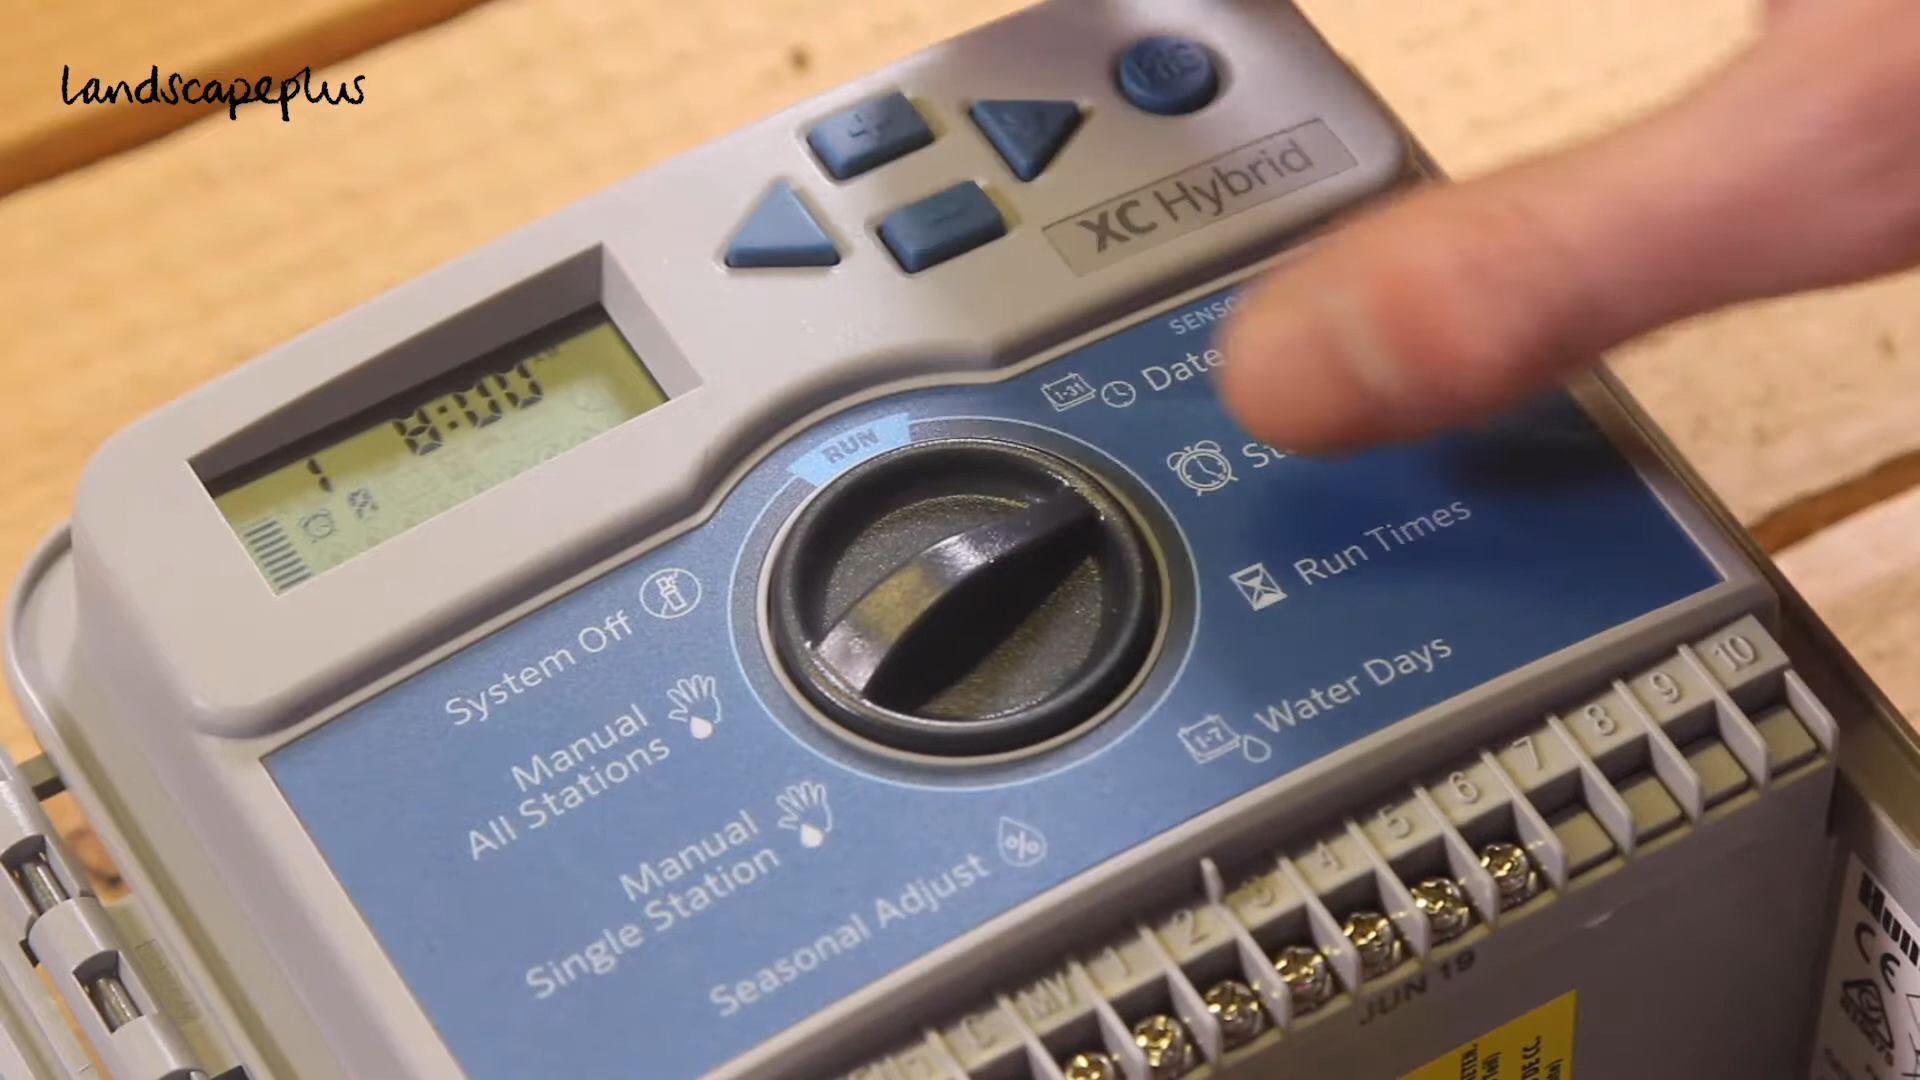 landscapeplus
PRG
+
-
XC Hybrid
8:00
1
RUN
1-31
Date
Run Times
1-7
Water Days
System Off
Manual
All Stations
Manual
Single Station
Seasonal Adjust
%
C
MV
1
2
3
4
5
6
7
8
9
10
JUN 19
CE